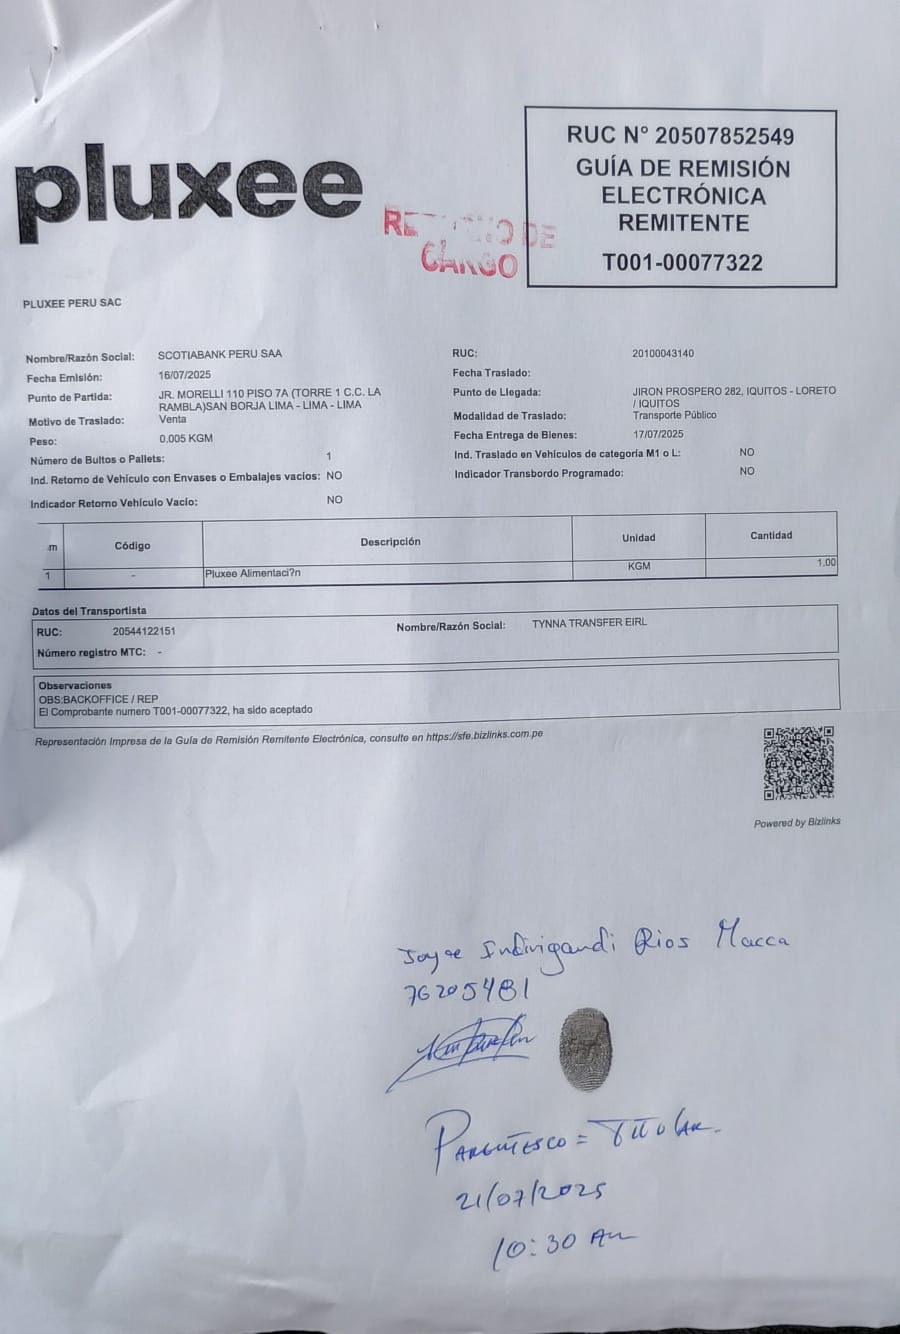 pluxee
RUC Nº 20507852549
GUÍA DE REMISIÓN
ELECTRÓNICA
REMITENTE
T001-00077322
DE
CARGO
PLUXEE PERU SAC
Nombre/Razón Social: SCOTIABANK PERU SAA
Fecha Emisión: 16/07/2025
Punto de Partida: JR. MORELLI 110 PISO 7A (TORRE 1 C.C. LA
RAMBLA)SAN BORJA LIMA - LIMA - LIMA
Motivo de Traslado: Venta
Peso: 0,005 KGM
Número de Bultos o Pallets: 1
Ind. Retorno de Vehículo con Envases o Embalajes vacíos: NO
Indicador Retorno Vehículo Vacío: NO
RUC: 20100043140
Fecha Traslado:
Punto de Llegada: JIRON PROSPERO 282, IQUITOS - LORETO
/ IQUITOS
Modalidad de Traslado: Transporte Público
Fecha Entrega de Bienes: 17/07/2025
Ind. Traslado en Vehículos de categoría M1 o L: NO
Indicador Transbordo Programado: NO
m Código Descripción Unidad Cantidad
1 - Pluxee Alimentaci?n KGM 1,00
Datos del Transportista
RUC: 20544122151 Nombre/Razón Social: TYNNA TRANSFER EIRL
Número registro MTC: -
Observaciones
OBS:BACKOFFICE / REP
El Comprobante numero T001-00077322, ha sido aceptado
Representación Impresa de la Guía de Remisión Remitente Electrónica, consulte en https://sfe.bizlinks.com.pe
Powered by Bizlinks
Joyce Indirigandi Rios Macca
76205481
PARENTESCO = TITULAR.
21/07/2025
10:30 AM